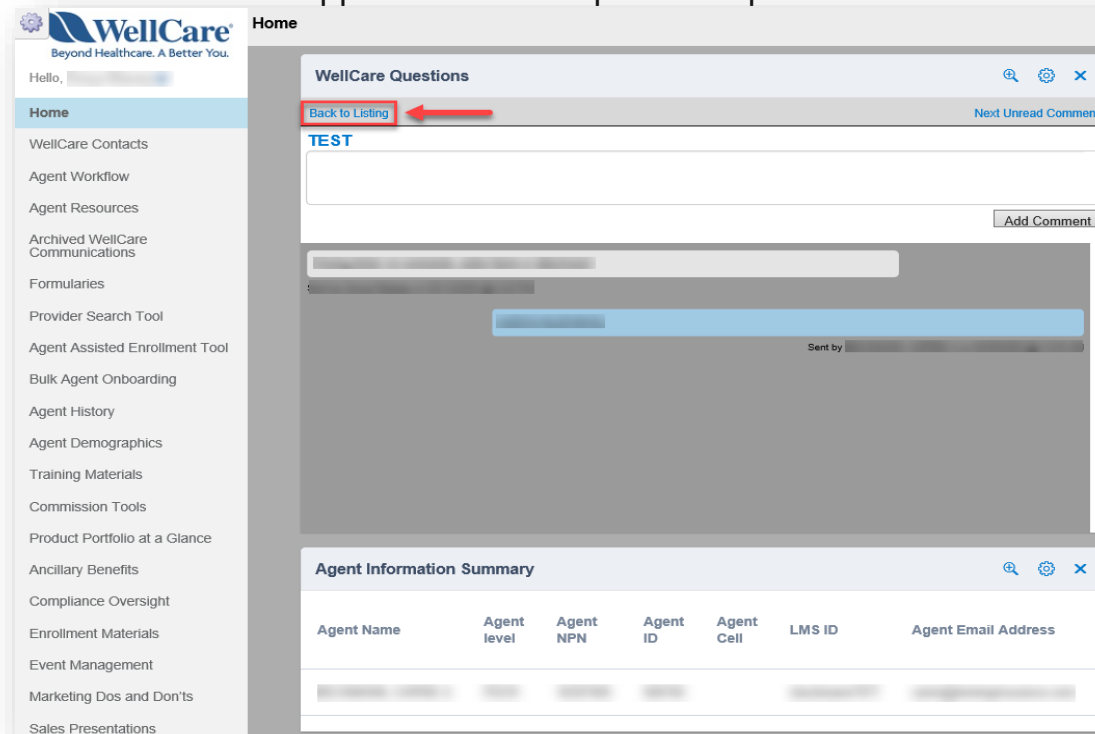 WellCare®
Beyond Healthcare. A Better You.
Hello,
Home
WellCare Contacts
Agent Workflow
Agent Resources
Archived WellCare
Communications
Formularies
Provider Search Tool
Agent Assisted Enrollment Tool
Bulk Agent Onboarding
Agent History
Agent Demographics
Training Materials
Commission Tools
Product Portfolio at a Glance
Ancillary Benefits
Compliance Oversight
Enrollment Materials
Event Management
Marketing Dos and Don'ts
Sales Presentations
Home
WellCare Questions
Back to Listing
Next Unread Commen
TEST
Add Comment
Sent by
Agent Information Summary
Agent Name Agent level Agent NPN Agent ID Agent Cell LMS ID Agent Email Address